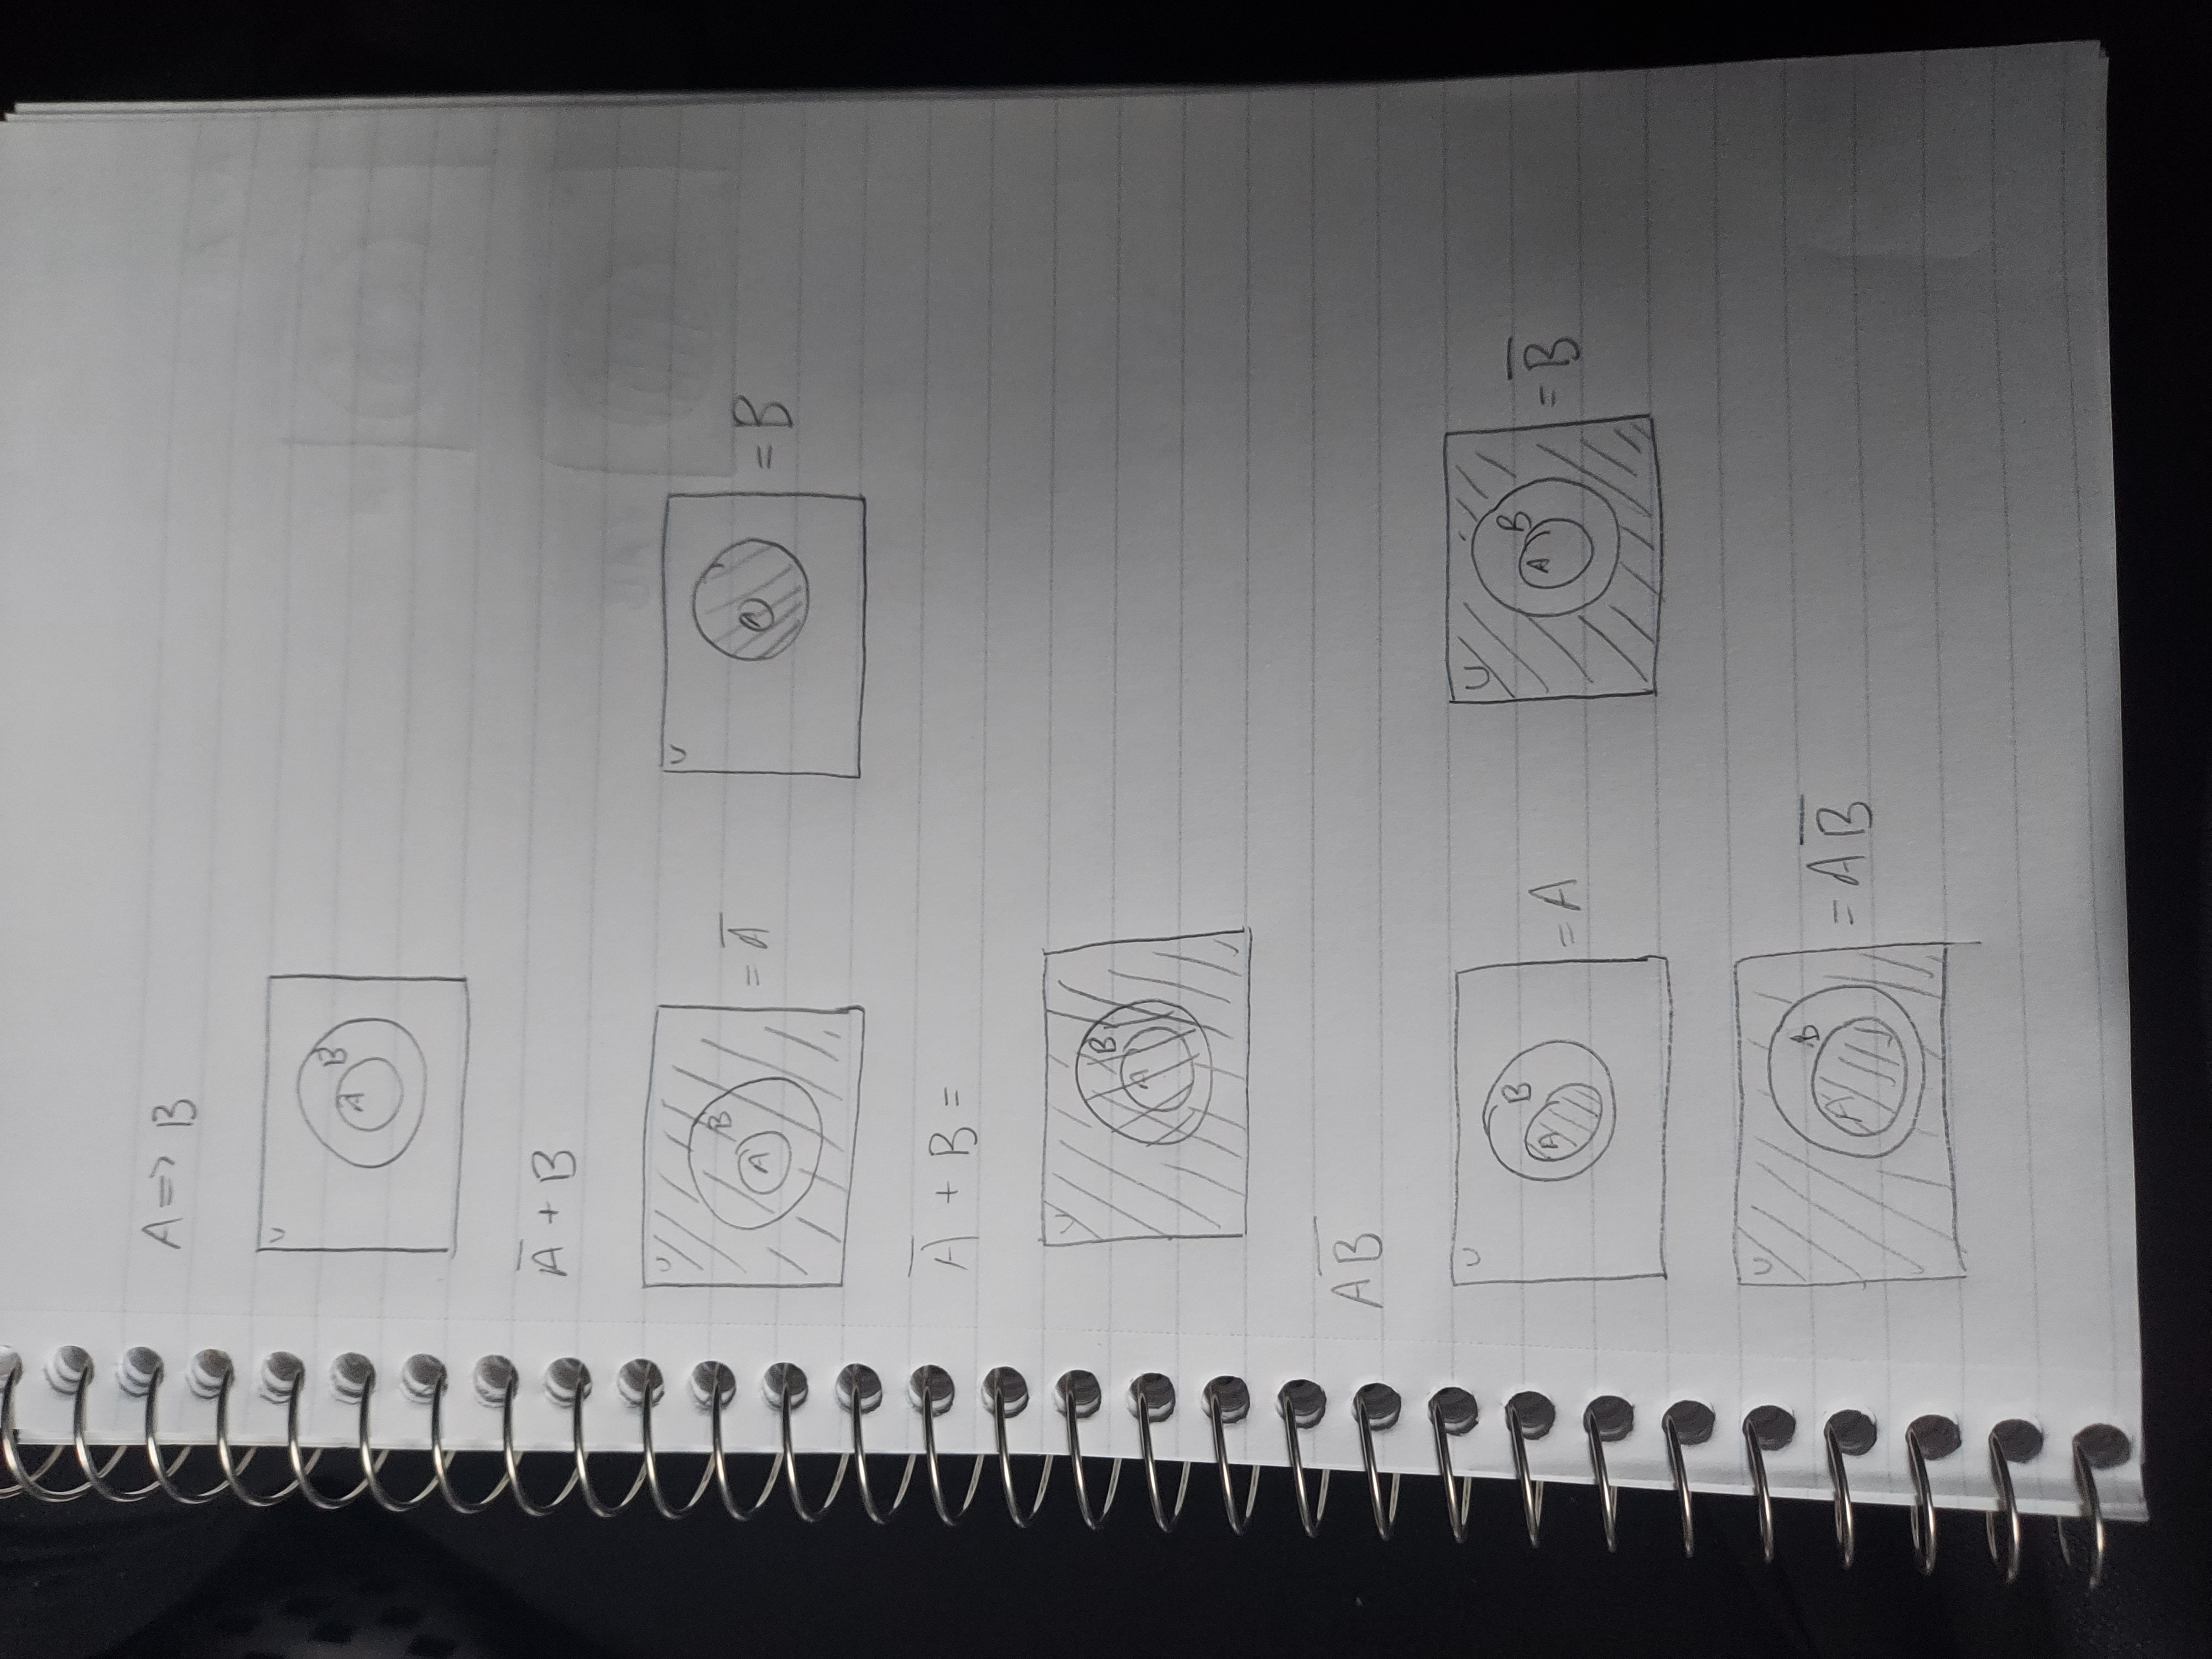 A => B
U
A B
A̅ + B
U B A = A̅
U A = B
A̅ + B =
U B A
AB̅
U B A = A
U B A = B̅
U B A = AB̅